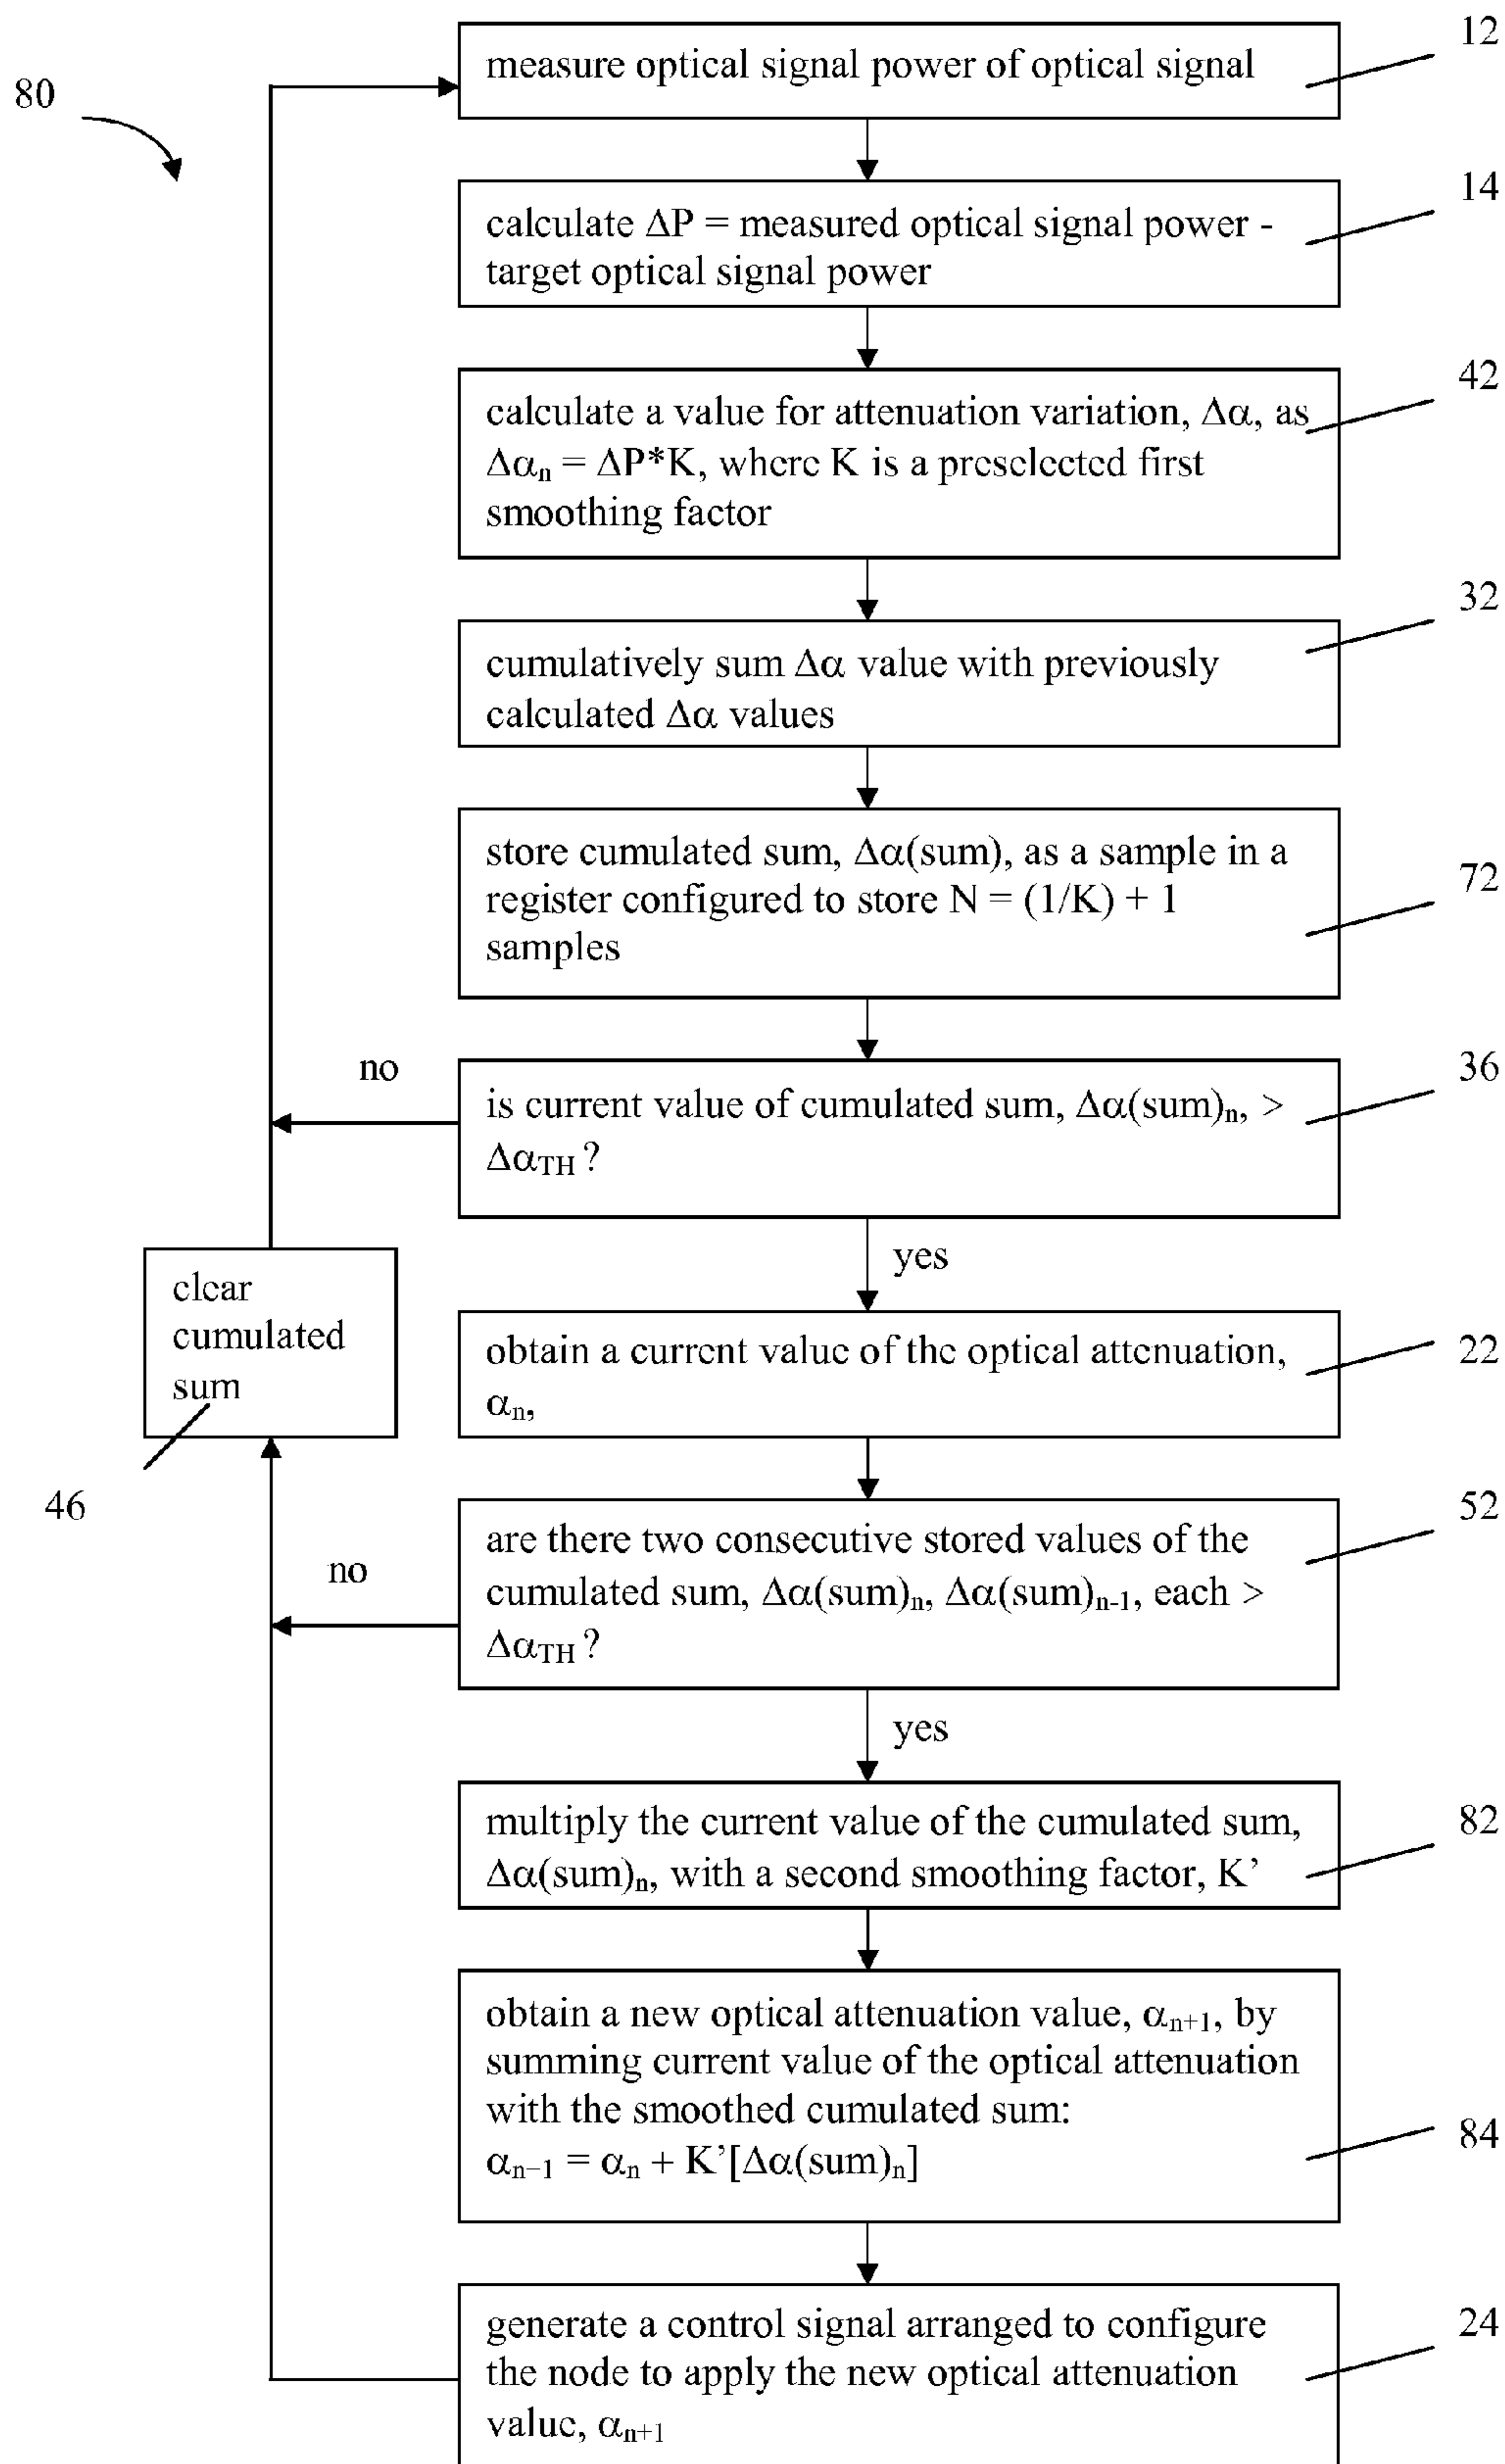 80
measure optical signal power of optical signal
12
calculate ΔP = measured optical signal power -
target optical signal power
14
calculate a value for attenuation variation, Δα, as
Δαn = ΔP*K, where K is a preselected first
smoothing factor
42
cumulatively sum Δα value with previously
calculated Δα values
32
store cumulated sum, Δα(sum), as a sample in a
register configured to store N = (1/K) + 1
samples
72
no
is current value of cumulated sum, Δα(sum)n, >
ΔαTH ?
36
yes
clear
cumulated
sum
46
obtain a current value of the optical attenuation,
αn,
22
no
are there two consecutive stored values of the
cumulated sum, Δα(sum)n, Δα(sum)n-1, each >
ΔαTH ?
52
yes
multiply the current value of the cumulated sum,
Δα(sum)n, with a second smoothing factor, K’
82
obtain a new optical attenuation value, αn+1, by
summing current value of the optical attenuation
with the smoothed cumulated sum:
αn−1 = αn + K’[Δα(sum)n]
84
generate a control signal arranged to configure
the node to apply the new optical attenuation
value, αn+1
24